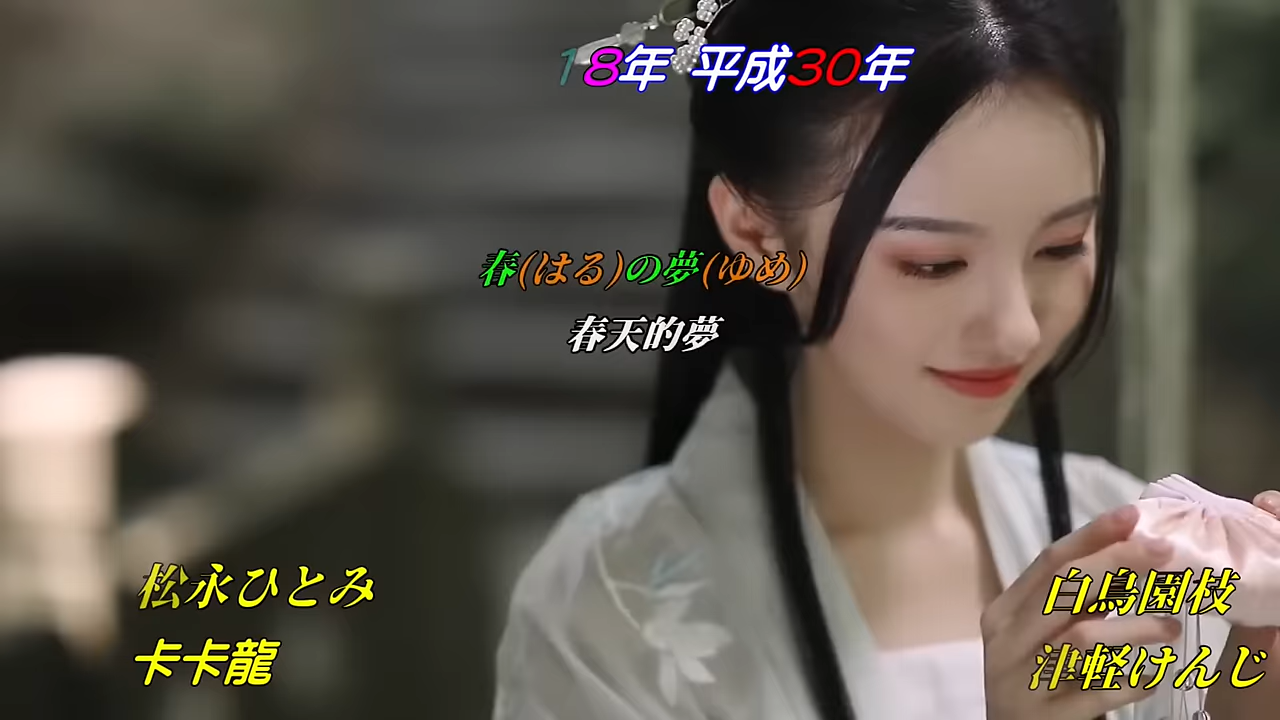 18年 平成30年
春(はる)の夢(ゆめ)
春天的夢
松永ひとみ
卡卡龍
白鳥園枝
津軽けんじ